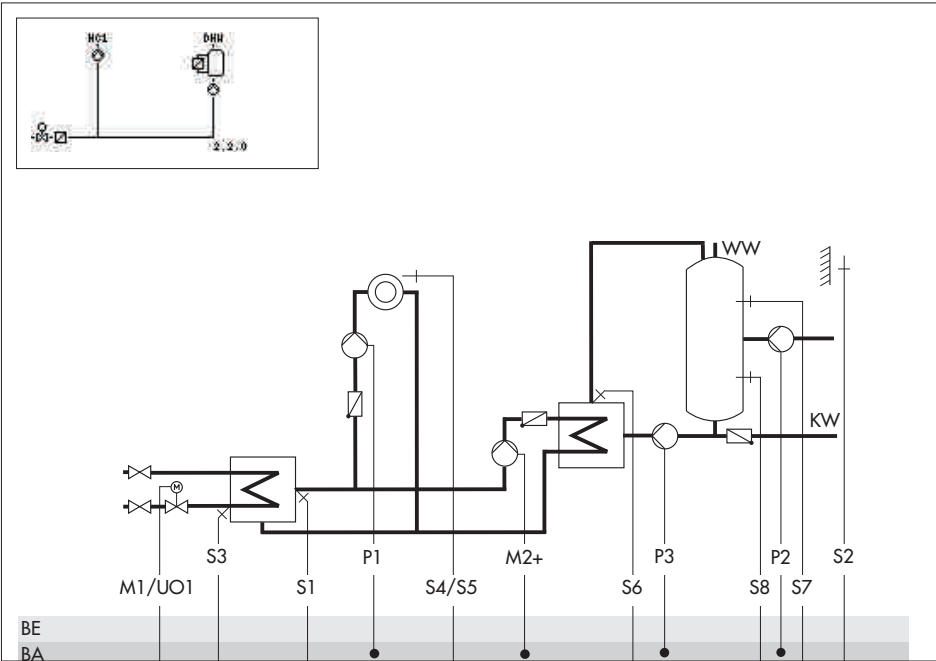 HC1 DHW
2.2.0
WW
KW
M
S3 P1 M2+ P3 P2 S2
M1/UO1 S1 S4/S5 S6 S8 S7
BE
BA